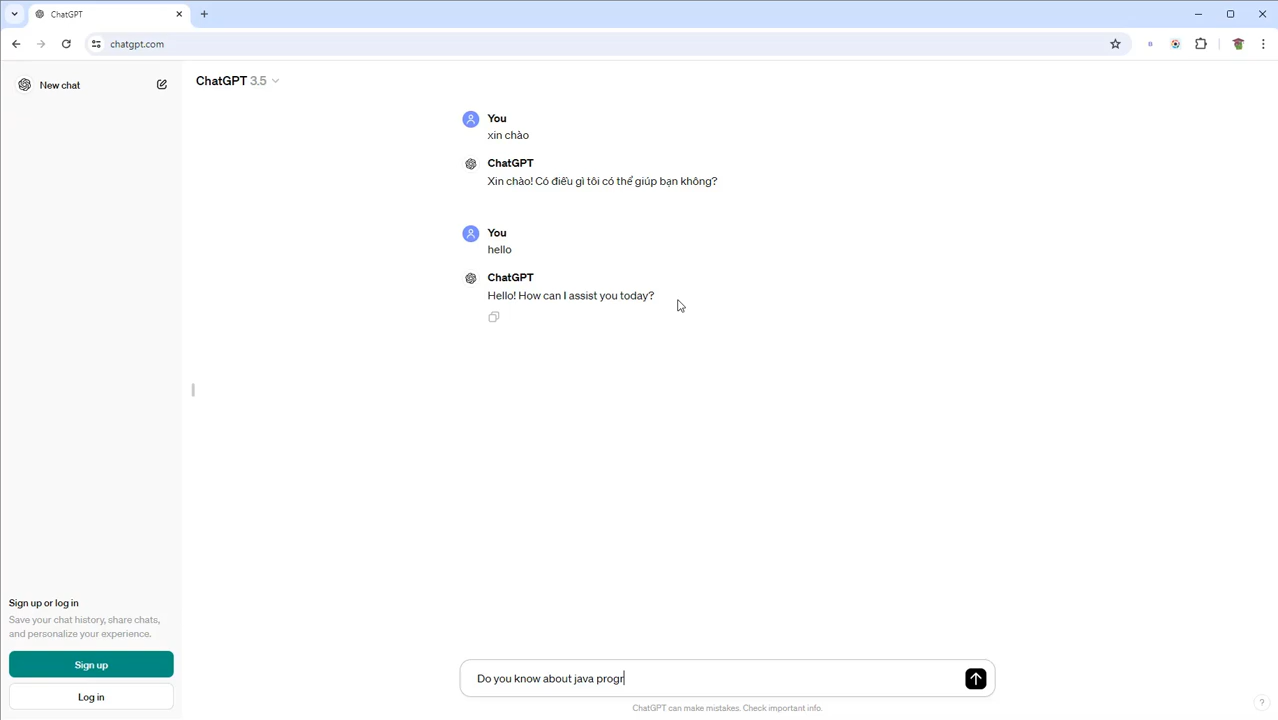 ChatGPT
chatgpt.com
New chat
ChatGPT 3.5
You
xin chào
ChatGPT
Xin chào! Có điều gì tôi có thể giúp bạn không?
You
hello
ChatGPT
Hello! How can I assist you today?
Sign up or log in
Save your chat history, share chats,
and personalize your experience.
Sign up
Log in
Do you know about java progr
ChatGPT can make mistakes. Check important info.
?